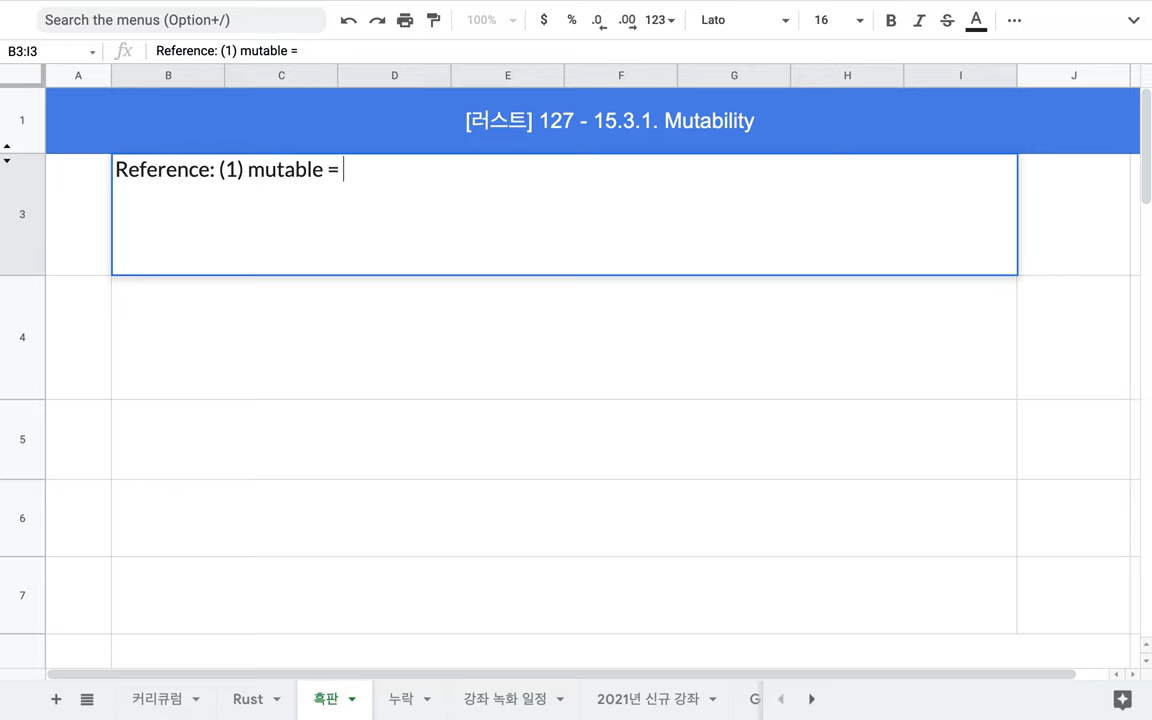 Search the menus (Option+/)
100%
$
%
.0
.00
123
Lato
16
B
I
S
A
B3:I3
fx
Reference: (1) mutable =
A B C D E F G H I J
1
[러스트] 127 - 15.3.1. Mutability
3
Reference: (1) mutable =
4
5
6
7
커리큘럼
Rust
흑판
누락
강좌 녹화 일정
2021년 신규 강좌
G